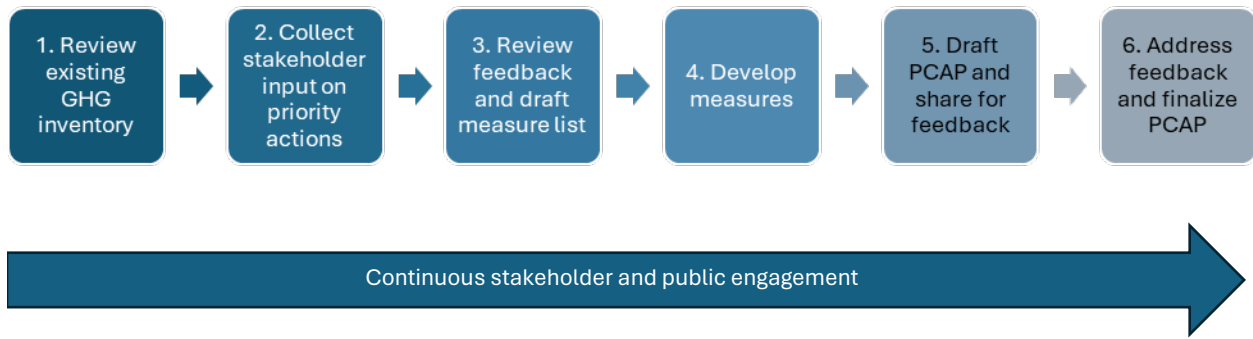 1. Review
existing
GHG
inventory
2. Collect
stakeholder
input on
priority
actions
3. Review
feedback
and draft
measure list
4. Develop
measures
5. Draft
PCAP and
share for
feedback
6. Address
feedback
and finalize
PCAP
Continuous stakeholder and public engagement